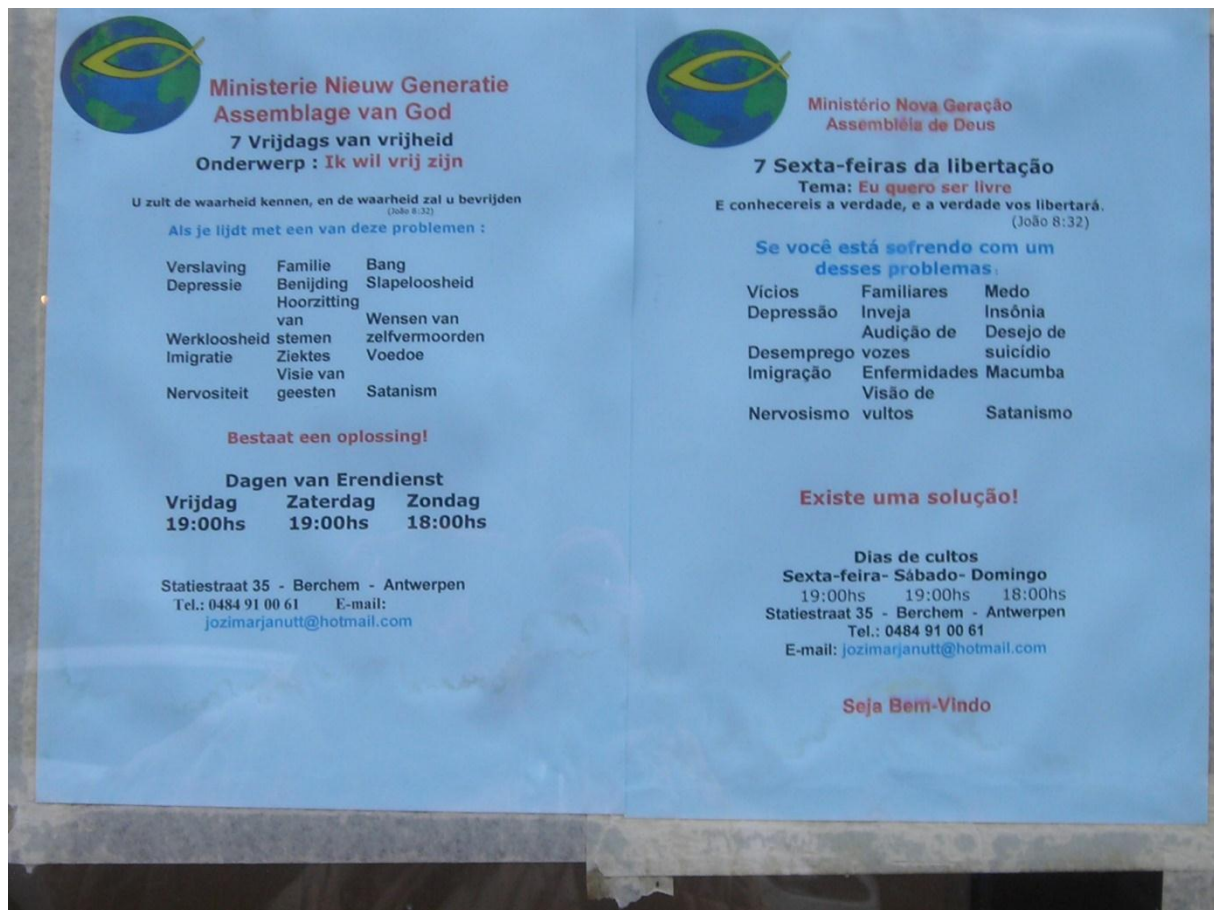 Ministerie Nieuw Generatie
Assemblage van God
7 Vrijdags van vrijheid
Onderwerp : Ik wil vrij zijn
U zult de waarheid kennen, en de waarheid zal u bevrijden
(João 8:32)
Als je lijdt met een van deze problemen :
Verslaving Familie Bang
Depressie Benijding Slapeloosheid
Hoorzitting
van Wensen van
Werkloosheid stemen zelfvermoorden
Imigratie Ziektes Voedoe
Visie van
Nervositeit geesten Satanism
Bestaat een oplossing!
Dagen van Erendienst
Vrijdag Zaterdag Zondag
19:00hs 19:00hs 18:00hs
Statiestraat 35 - Berchem - Antwerpen
Tel.: 0484 91 00 61 E-mail:
jozimarjanutt@hotmail.com
Ministério Nova Geração
Assembléia de Deus
7 Sexta-feiras da libertação
Tema: Eu quero ser livre
E conhecereis a verdade, e a verdade vos libertará.
(João 8:32)
Se você está sofrendo com um
desses problemas:
Vícios Familiares Medo
Depressão Inveja Insônia
Audição de Desejo de
Desemprego vozes suicídio
Imigração Enfermidades Macumba
Visão de
Nervosismo vultos Satanismo
Existe uma solução!
Dias de cultos
Sexta-feira- Sábado- Domingo
19:00hs 19:00hs 18:00hs
Statiestraat 35 - Berchem - Antwerpen
Tel.: 0484 91 00 61
E-mail: jozimarjanutt@hotmail.com
Seja Bem-Vindo